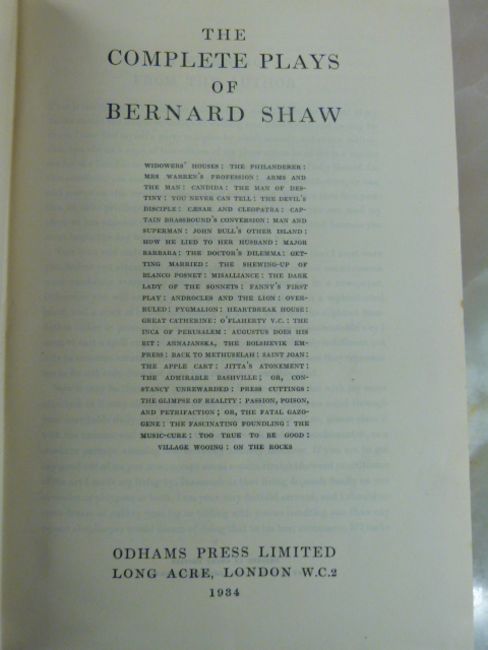 THE
COMPLETE PLAYS
OF
BERNARD SHAW
WIDOWERS' HOUSES: THE PHILANDERER:
MRS WARREN'S PROFESSION: ARMS AND
THE MAN: CANDIDA: THE MAN OF DES-
TINY: YOU NEVER CAN TELL: THE DEVIL'S
DISCIPLE: CÆSAR AND CLEOPATRA: CAP-
TAIN BRASSBOUND'S CONVERSION: MAN AND
SUPERMAN: JOHN BULL'S OTHER ISLAND:
HOW HE LIED TO HER HUSBAND: MAJOR
BARBARA: THE DOCTOR'S DILEMMA: GET-
TING MARRIED: THE SHEWING-UP OF
BLANCO POSNET: MISALLIANCE: THE DARK
LADY OF THE SONNETS: FANNY'S FIRST
PLAY: ANDROCLES AND THE LION: OVER-
RULED: PYGMALION: HEARTBREAK HOUSE:
GREAT CATHERINE: O'FLAHERTY V.C.: THE
INCA OF PERUSALEM: AUGUSTUS DOES HIS
BIT: ANNAJANSKA, THE BOLSHEVIK EM-
PRESS: BACK TO METHUSELAH: SAINT JOAN:
THE APPLE CART: JITTA'S ATONEMENT:
THE ADMIRABLE BASHVILLE; OR, CON-
STANCY UNREWARDED: PRESS CUTTINGS:
THE GLIMPSE OF REALITY: PASSION, POISON,
AND PETRIFACTION; OR, THE FATAL GAZO-
GENE: THE FASCINATING FOUNDLING: THE
MUSIC-CURE: TOO TRUE TO BE GOOD:
VILLAGE WOOING: ON THE ROCKS
ODHAMS PRESS LIMITED
LONG ACRE, LONDON W.C.2
1934